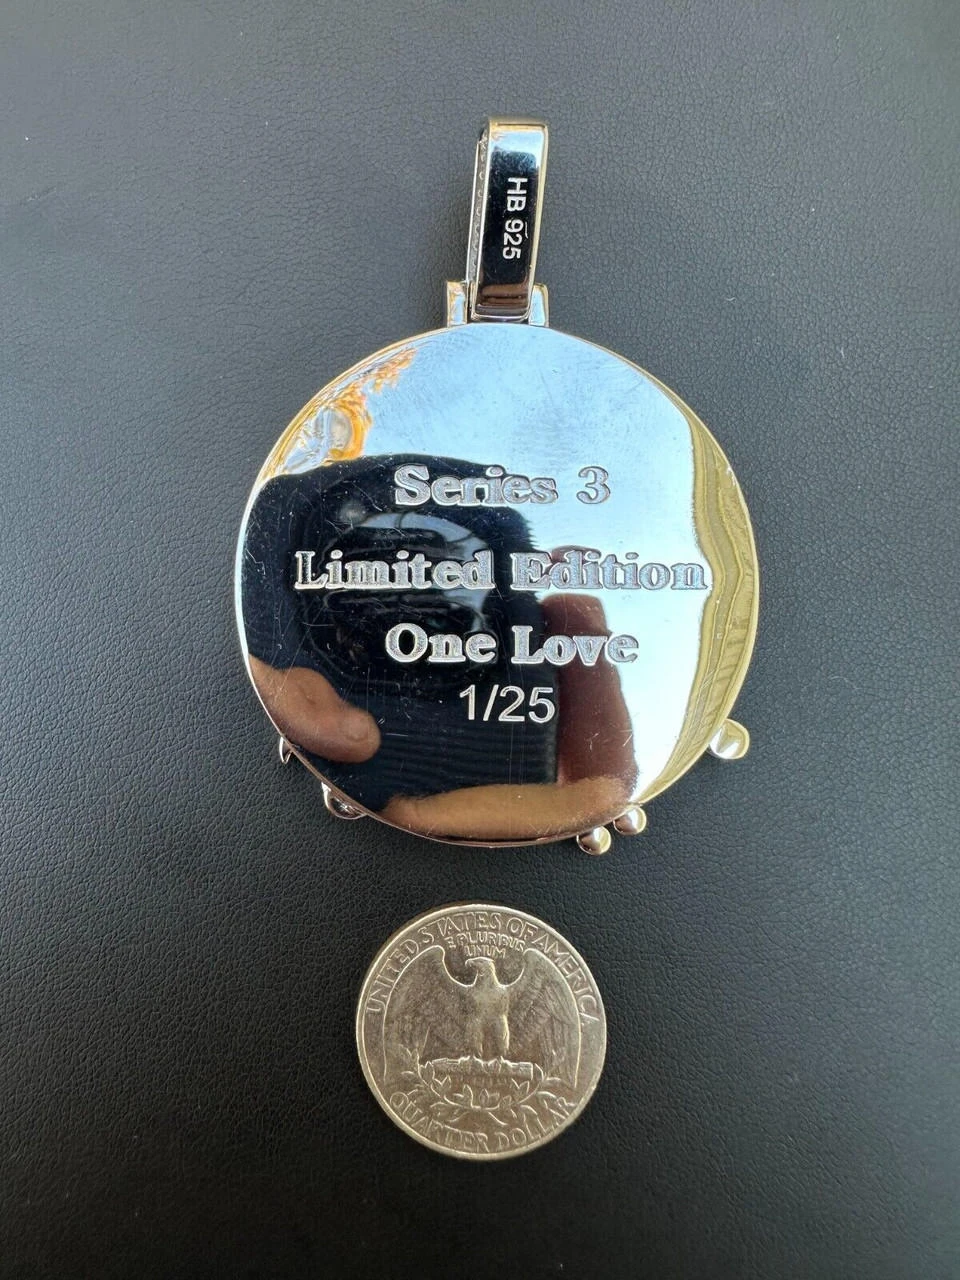 HB 925
Series 3
Limited Edition
One Love
1/25
UNITED STATES OF AMERICA
E PLURIBUS
UNUM
QUARTER DOLLAR